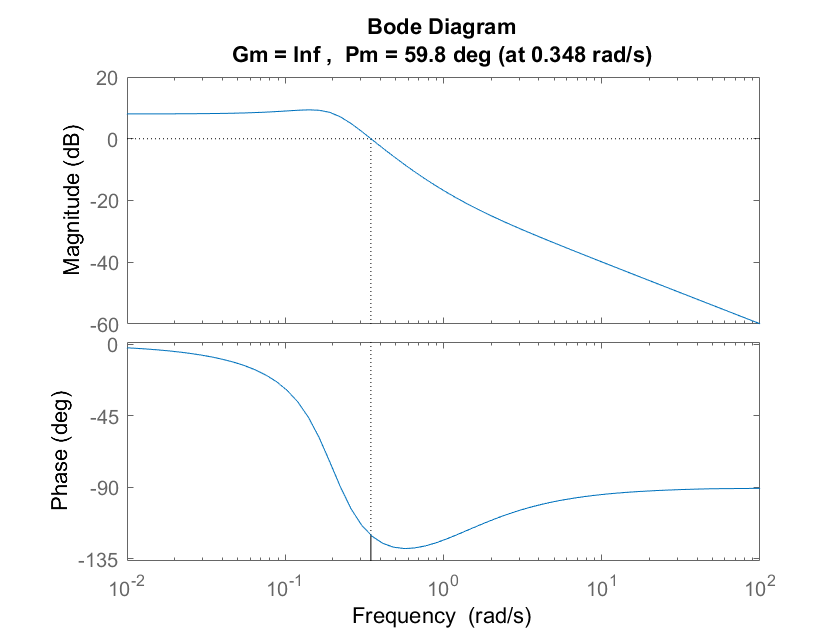 Bode Diagram
Gm = Inf ,  Pm = 59.8 deg (at 0.348 rad/s)
20
0
-20
-40
-60
Magnitude (dB)
0
-45
-90
-135
Phase (deg)
10^-2 10^-1 10^0 10^1 10^2
Frequency  (rad/s)